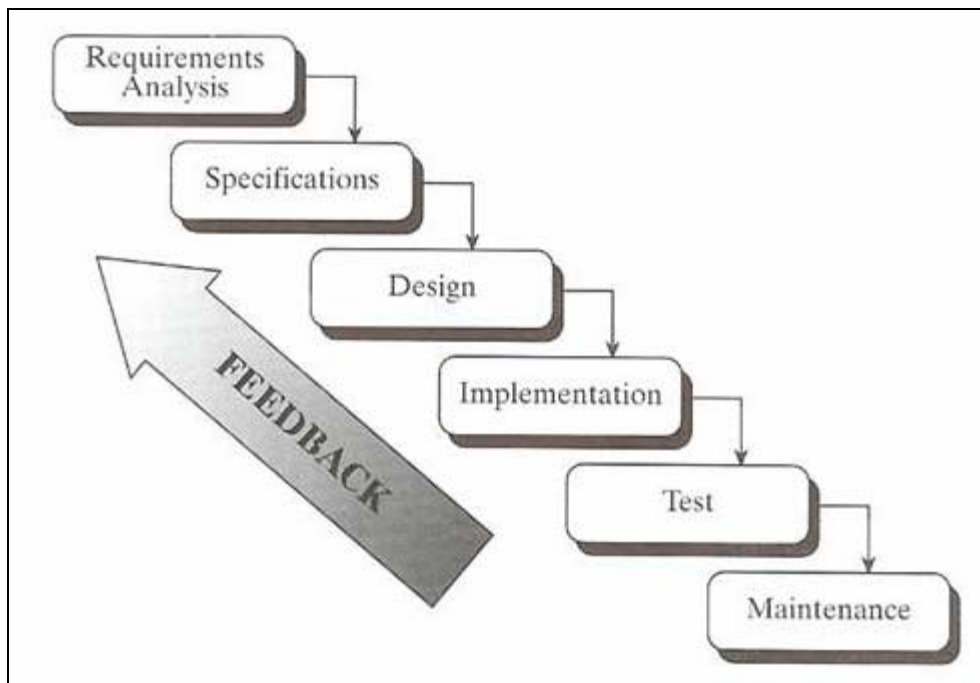 Requirements
Analysis
Specifications
Design
Implementation
Test
Maintenance
FEEDBACK